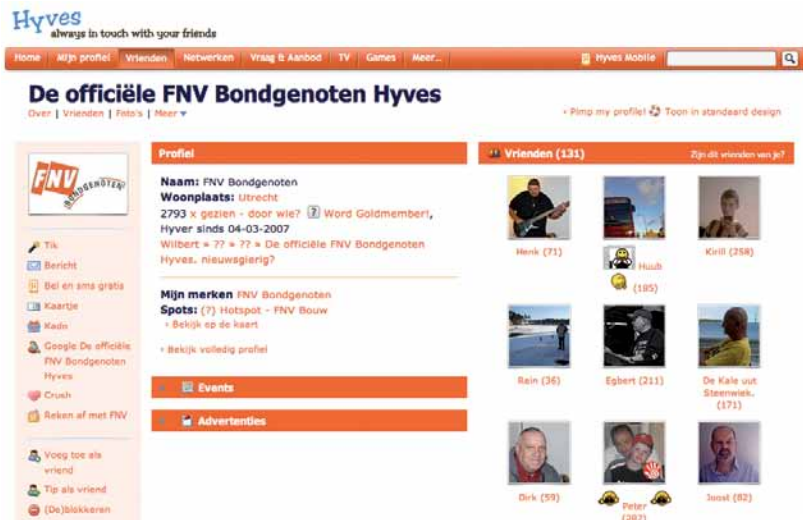 Hyves
always in touch with your friends
Home Mijn profiel Vrienden Netwerken Vraag & Aanbod TV Games Meer... Hyves Mobile
De officiële FNV Bondgenoten Hyves
Over | Vrienden | Foto's | Meer
Pimp my profile! Toon in standaard design
FNV BONDGENOTEN
Tik
Bericht
Bel en sms gratis
Kaartje
Kado
Google De officiële
FNV Bondgenoten
Hyves
Crush
Reken af met FNV
Voeg toe als
vriend
Tip als vriend
(De)blokkeren
Profiel
Naam: FNV Bondgenoten
Woonplaats: Utrecht
2793 x gezien - door wie? ? Word Goldmember!,
Hyver sinds 04-03-2007
Wilbert » ?? » ?? » De officiële FNV Bondgenoten
Hyves. nieuwsgierig?
Mijn merken FNV Bondgenoten
Spots: (7) Hotspot - FNV Bouw
Bekijk op de kaart
Bekijk volledig profiel
Events
Advertenties
Vrienden (131) Zijn dit vrienden van je?
Henk (71)
Huub
(185)
Kirill (258)
Rein (36)
Egbert (211)
De Kale uut
Steenwiek.
(171)
Dirk (59)
Peter
(287)
Joost (82)